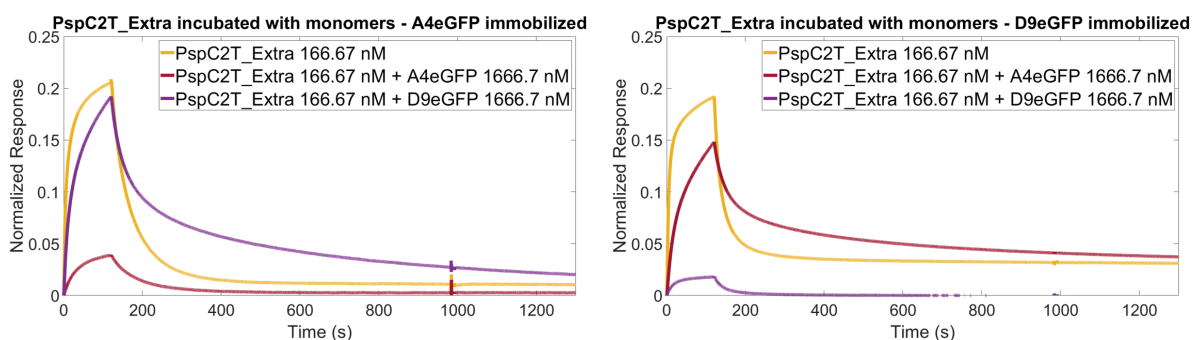 PspC2T_Extra incubated with monomers - A4eGFP immobilized
0.25
0.2
0.15
0.1
0.05
0
Normalized Response
PspC2T_Extra 166.67 nM
PspC2T_Extra 166.67 nM + A4eGFP 1666.7 nM
PspC2T_Extra 166.67 nM + D9eGFP 1666.7 nM
0 200 400 600 800 1000 1200
Time (s)
PspC2T_Extra incubated with monomers - D9eGFP immobilized
0.25
0.2
0.15
0.1
0.05
0
Normalized Response
PspC2T_Extra 166.67 nM
PspC2T_Extra 166.67 nM + A4eGFP 1666.7 nM
PspC2T_Extra 166.67 nM + D9eGFP 1666.7 nM
0 200 400 600 800 1000 1200
Time (s)